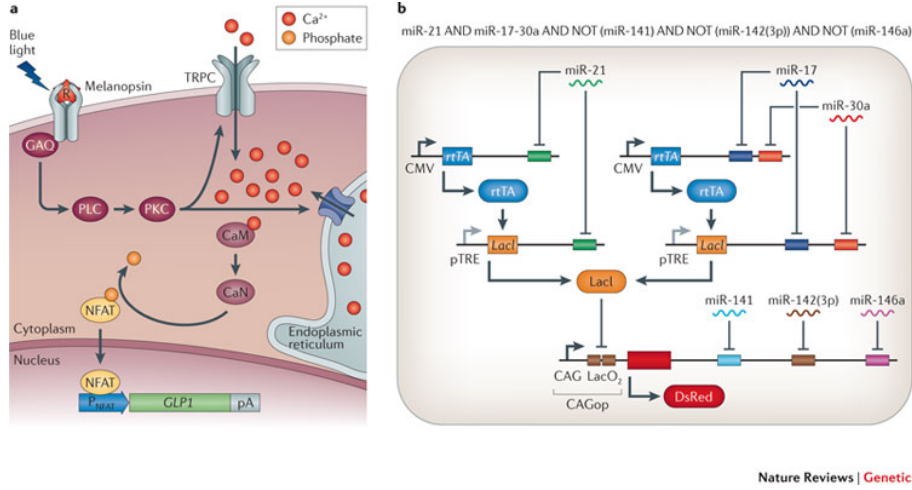 a
Ca²⁺
Phosphate
Blue
light
Melanopsin
R
TRPC
GAQ
PLC
PKC
CaM
CaN
NFAT
Cytoplasm
Endoplasmic
reticulum
Nucleus
NFAT
P_NFAT
GLP1
pA
b
miR-21 AND miR-17-30a AND NOT (miR-141) AND NOT (miR-142(3p)) AND NOT (miR-146a)
miR-21
miR-17
miR-30a
rtTA
CMV
rtTA
CMV
rtTA
rtTA
LacI
pTRE
LacI
pTRE
LacI
miR-141
miR-142(3p)
miR-146a
CAG
LacO₂
CAGop
DsRed
Nature Reviews | Genetic